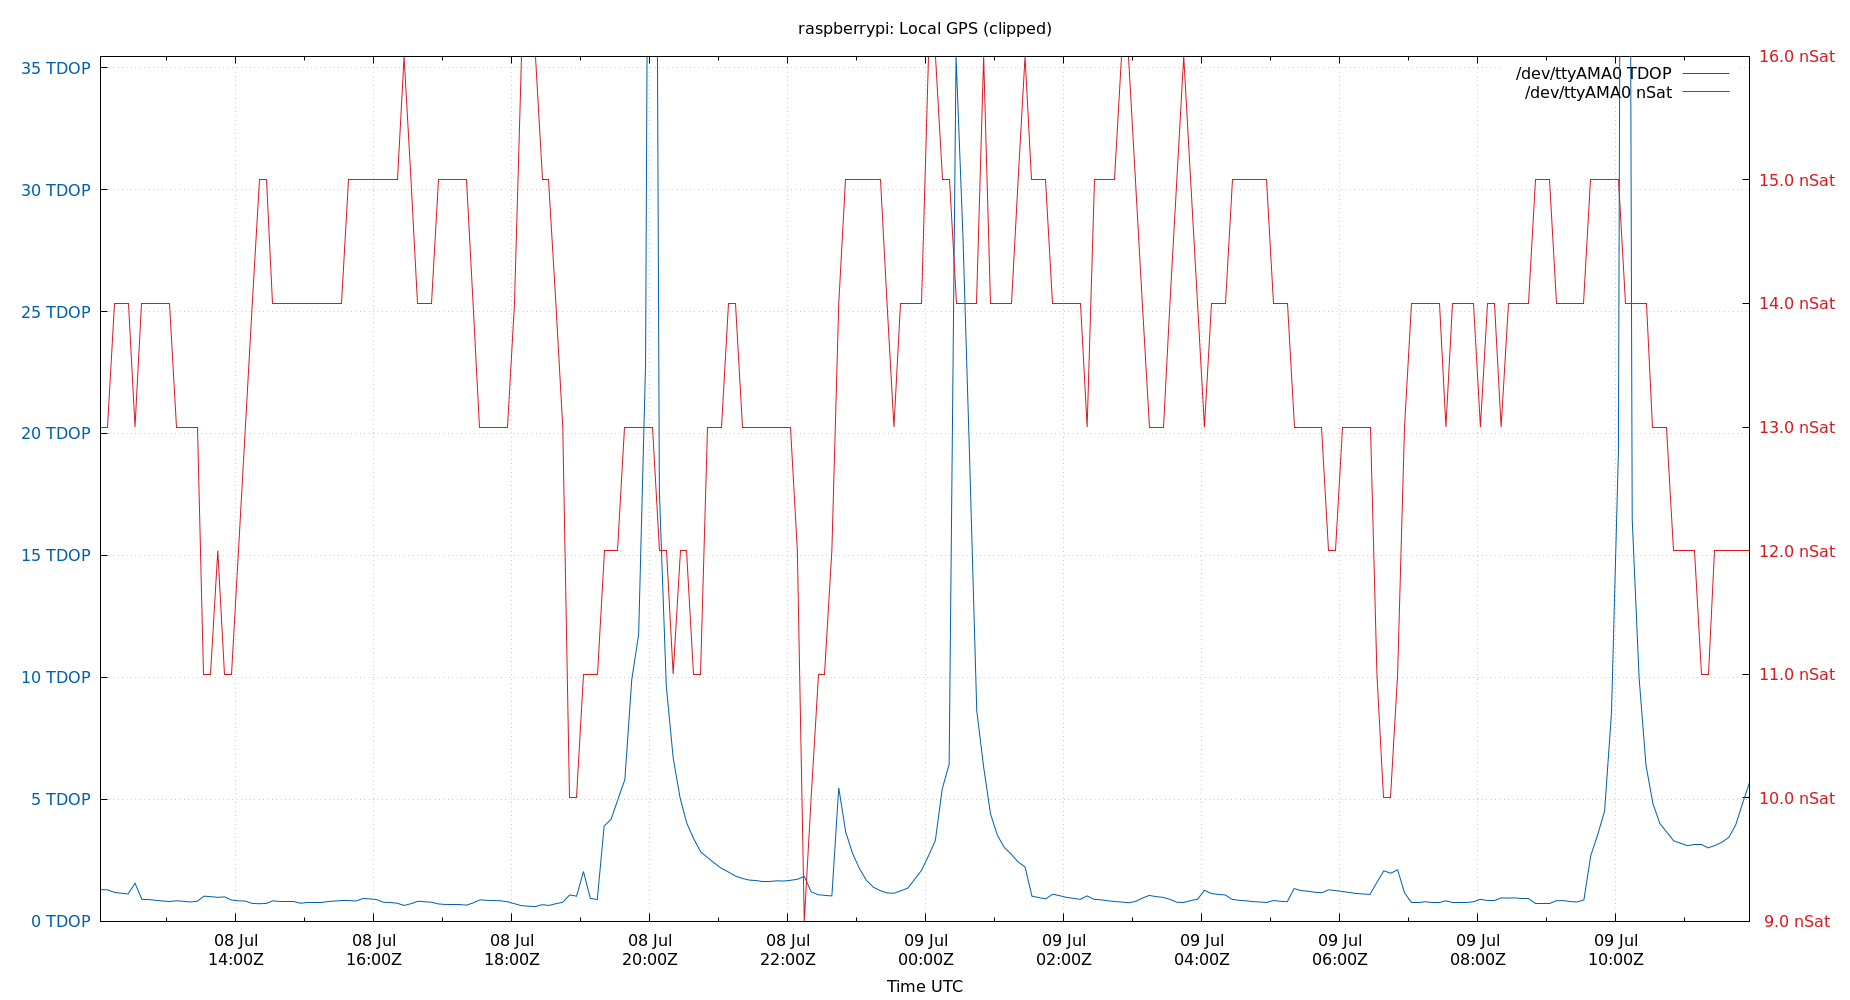 raspberrypi: Local GPS (clipped)
/dev/ttyAMA0 TDOP
/dev/ttyAMA0 nSat
35 TDOP
30 TDOP
25 TDOP
20 TDOP
15 TDOP
10 TDOP
5 TDOP
0 TDOP
16.0 nSat
15.0 nSat
14.0 nSat
13.0 nSat
12.0 nSat
11.0 nSat
10.0 nSat
9.0 nSat
08 Jul
14:00Z
08 Jul
16:00Z
08 Jul
18:00Z
08 Jul
20:00Z
08 Jul
22:00Z
09 Jul
00:00Z
09 Jul
02:00Z
09 Jul
04:00Z
09 Jul
06:00Z
09 Jul
08:00Z
09 Jul
10:00Z
Time UTC